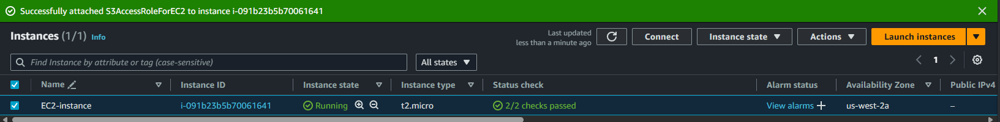 Successfully attached S3AccessRoleForEC2 to instance i-091b23b5b70061641
Instances (1/1) Info
Last updated
less than a minute ago
Connect
Instance state
Actions
Launch instances
Find Instance by attribute or tag (case-sensitive)
All states
1
Name Instance ID Instance state Instance type Status check Alarm status Availability Zone Public IPv4
EC2-instance i-091b23b5b70061641 Running t2.micro 2/2 checks passed View alarms + us-west-2a –